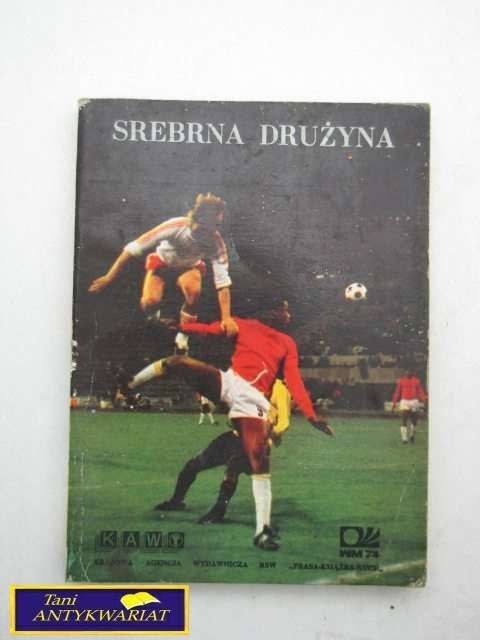 SREBRNA DRUŻYNA
KAW
WM 74
KRAJOWA AGENCJA WYDAWNICZA RSW „PRASA-KSIĄŻKA-RUCH”
Tani
ANTYKWARIAT